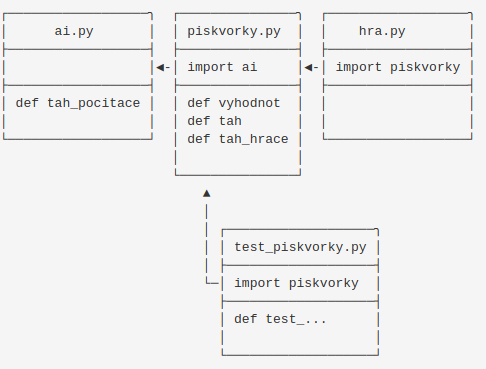 ai.py
piskvorky.py
hra.py
import ai
import piskvorky
def tah_pocitace
def vyhodnot
def tah
def tah_hrace
test_piskvorky.py
import piskvorky
def test_...